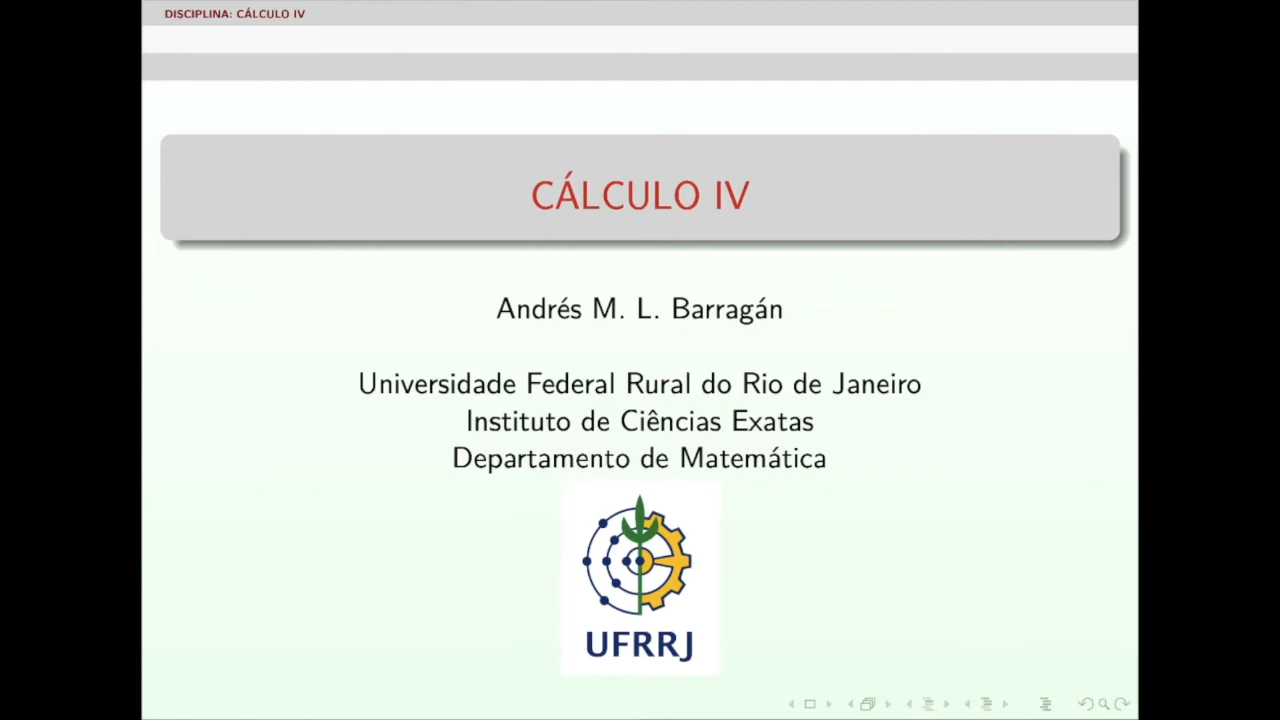 DISCIPLINA: CÁLCULO IV
CÁLCULO IV
Andrés M. L. Barragán
Universidade Federal Rural do Rio de Janeiro
Instituto de Ciências Exatas
Departamento de Matemática
UFRRJ